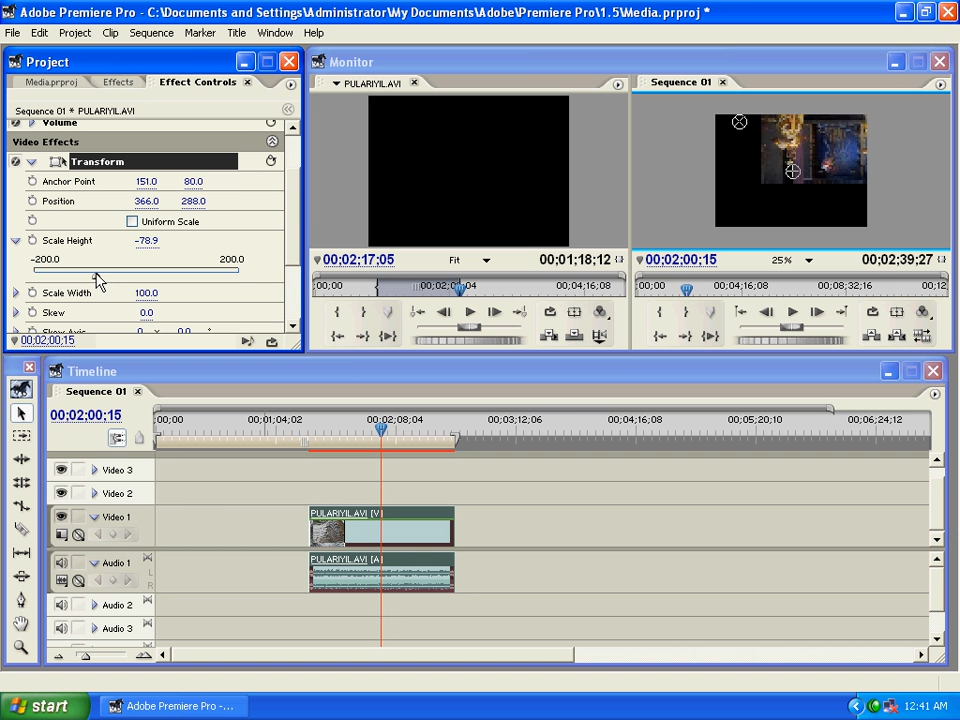 Adobe Premiere Pro - C:\Documents and Settings\Administrator\My Documents\Adobe\Premiere Pro\1.5\Media.prproj *
File Edit Project Clip Sequence Marker Title Window Help
Project
Monitor
Media.prproj Effects Effect Controls
PULARIYIL.AVI
Sequence 01
Sequence 01 * PULARIYIL.AVI
Volume
Video Effects
Transform
Anchor Point 151.0 80.0
Position 366.0 288.0
Uniform Scale
Scale Height -78.9
-200.0 200.0
Scale Width 100.0
Skew 0.0
Skew Axis 0 x 0.0 °
00;02;00;15
00;02;17;05 Fit 00;01;18;12
00;02;00;15 25% 00;02;39;27
;00;00 00;04;16;08
;00;00 00;04;16;08 00;08;32;16 00;12
Timeline
Sequence 01
00;02;00;15
;00;00 00;01;04;02 00;02;08;04 00;03;12;06 00;04;16;08 00;05;20;10 00;06;24;12
Video 3
Video 2
Video 1
PULARIYIL.AVI [V]
Audio 1
PULARIYIL.AVI [A]
L
R
Audio 2
Audio 3
start
Adobe Premiere Pro -...
12:41 AM